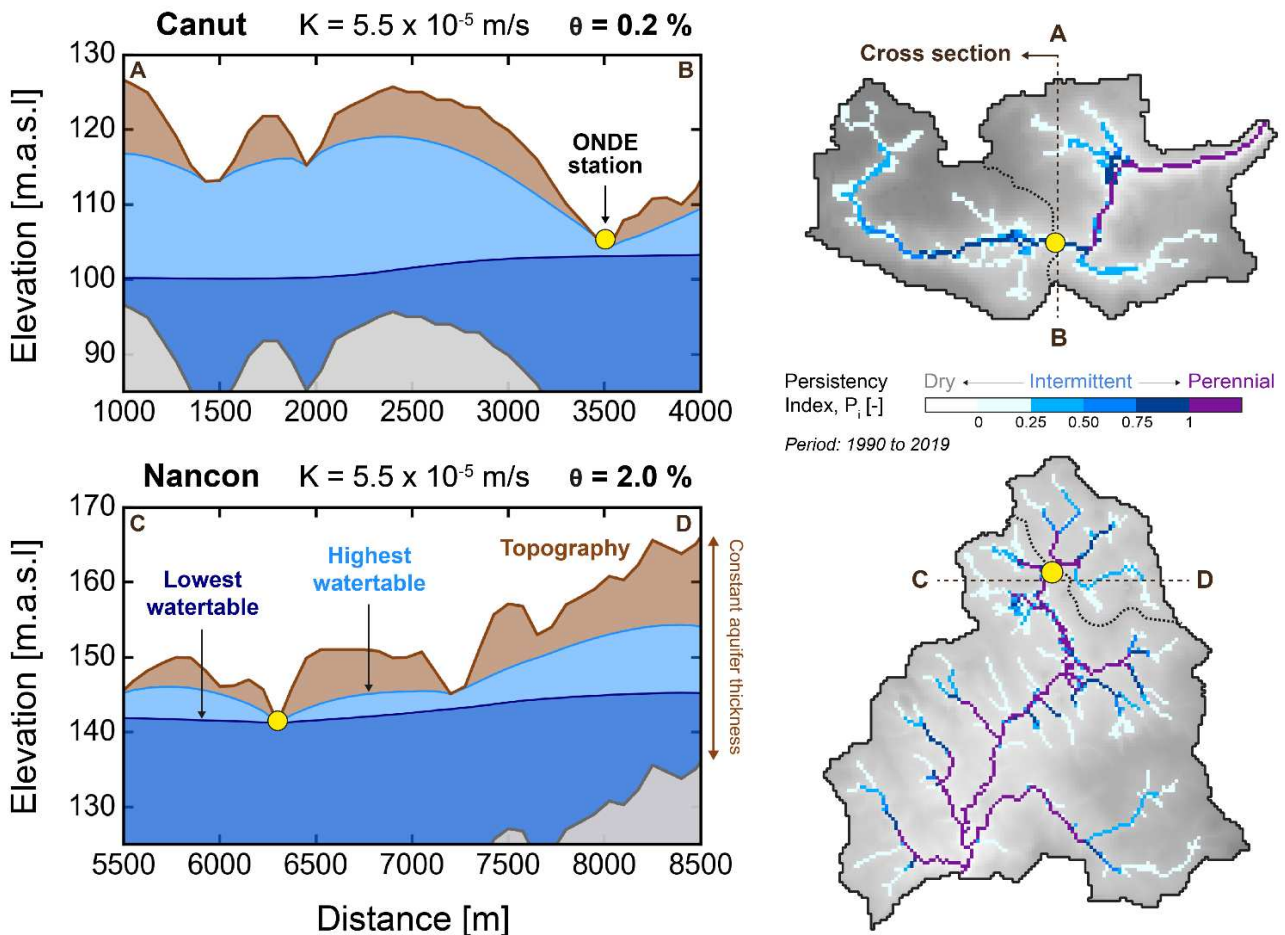 Canut K = 5.5 x 10-5 m/s θ = 0.2 %
Elevation [m.a.s.l]
130
120
110
100
90
A
B
ONDE
station
1000 1500 2000 2500 3000 3500 4000
Nancon K = 5.5 x 10-5 m/s θ = 2.0 %
Elevation [m.a.s.l]
170
160
150
140
130
C
D
Lowest
watertable
Highest
watertable
Topography
Constant aquifer thickness
5500 6000 6500 7000 7500 8000 8500
Distance [m]
A
Cross section
B
Persistency
Index, Pi [-]
Dry Intermittent Perennial
0 0.25 0.50 0.75 1
Period: 1990 to 2019
C
D